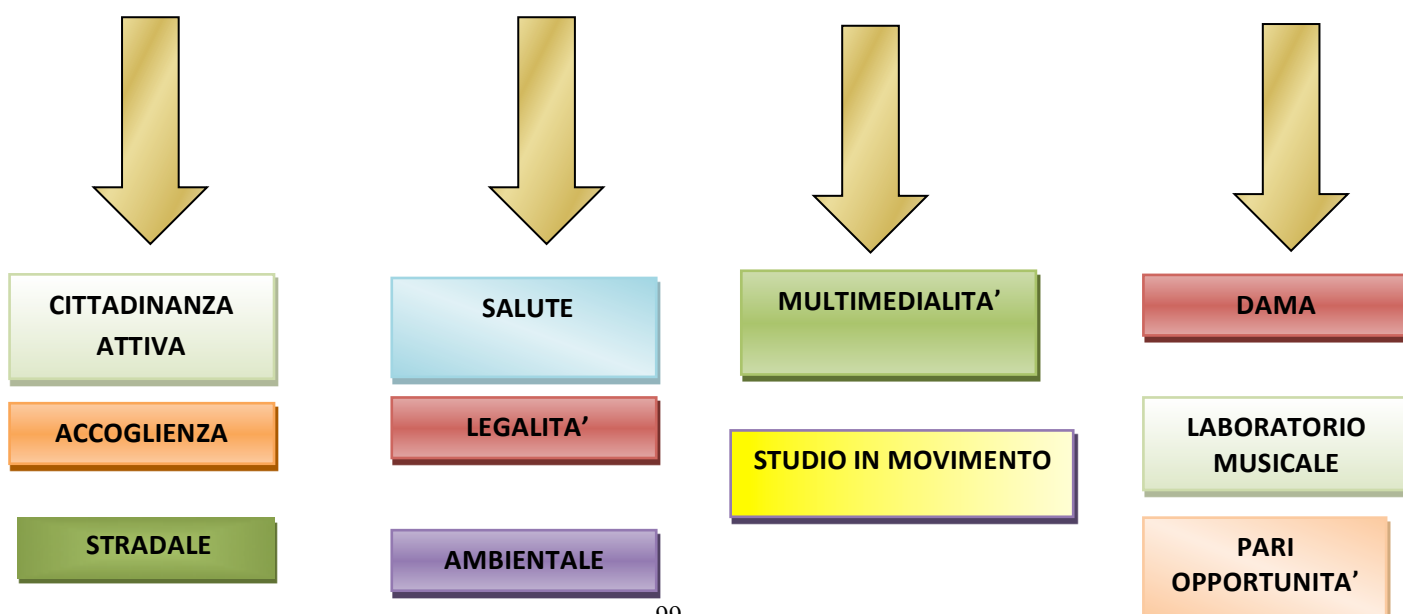 CITTADINANZA
ATTIVA
SALUTE
MULTIMEDIALITA’
DAMA
ACCOGLIENZA
LEGALITA’
STUDIO IN MOVIMENTO
LABORATORIO
MUSICALE
STRADALE
AMBIENTALE
PARI
OPPORTUNITA’